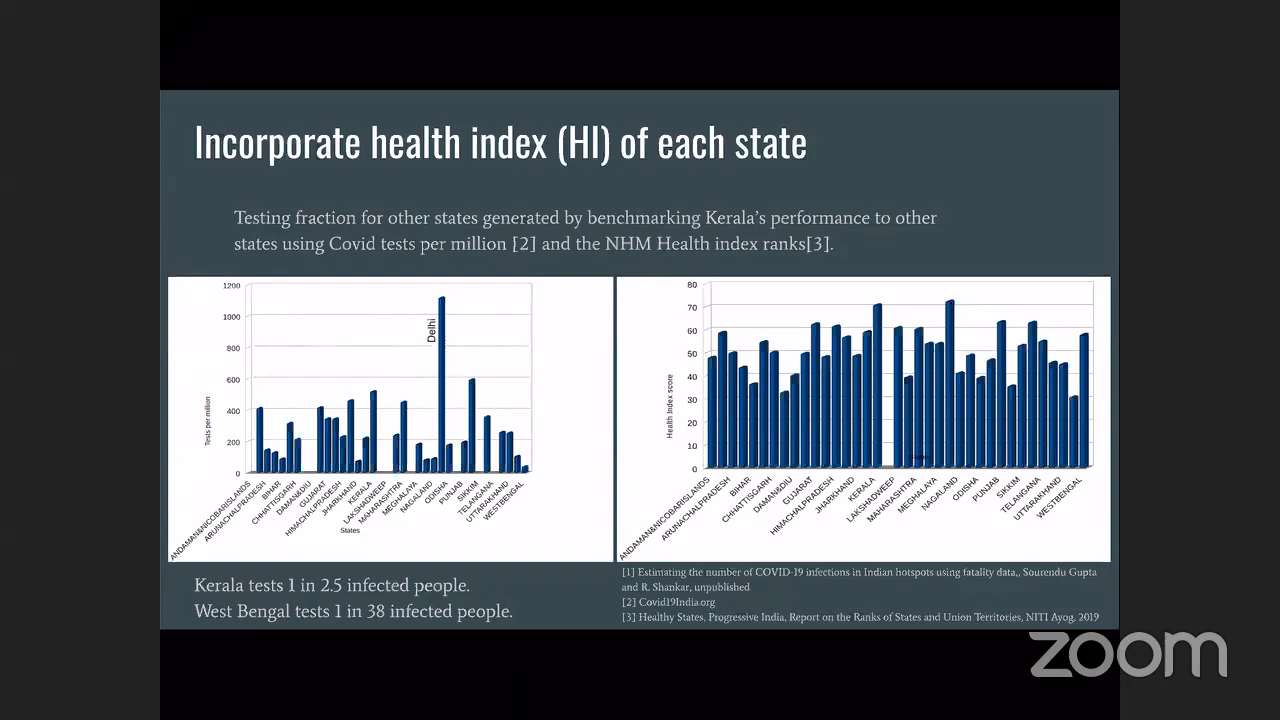 Incorporate health index (HI) of each state
Testing fraction for other states generated by benchmarking Kerala's performance to other
states using Covid tests per million [2] and the NHM Health index ranks[3].
1200
1000
800
600
400
200
0
Tests per million
Delhi
ANDAMAN&NICOBARISLANDS
ARUNACHALPRADESH
BIHAR
CHHATTISGARH
DAMAN&DIU
GUJARAT
HIMACHALPRADESH
JHARKHAND
KERALA
LAKSHADWEEP
MAHARASHTRA
MEGHALAYA
NAGALAND
ODISHA
PUNJAB
SIKKIM
TELANGANA
UTTARAKHAND
WESTBENGAL
States
80
70
60
50
40
30
20
10
0
Health Index score
ANDAMAN&NICOBARISLANDS
ARUNACHALPRADESH
BIHAR
CHHATTISGARH
DAMAN&DIU
GUJARAT
HIMACHALPRADESH
JHARKHAND
KERALA
LAKSHADWEEP
MAHARASHTRA
MEGHALAYA
NAGALAND
ODISHA
PUNJAB
SIKKIM
TELANGANA
UTTARAKHAND
WESTBENGAL
Kerala tests 1 in 2.5 infected people.
West Bengal tests 1 in 38 infected people.
[1] Estimating the number of COVID-19 infections in Indian hotspots using fatality data,, Sourendu Gupta
and R. Shankar, unpublished
[2] Covid19India.org
[3] Healthy States, Progressive India, Report on the Ranks of States and Union Territories, NITI Ayog. 2019
zoom